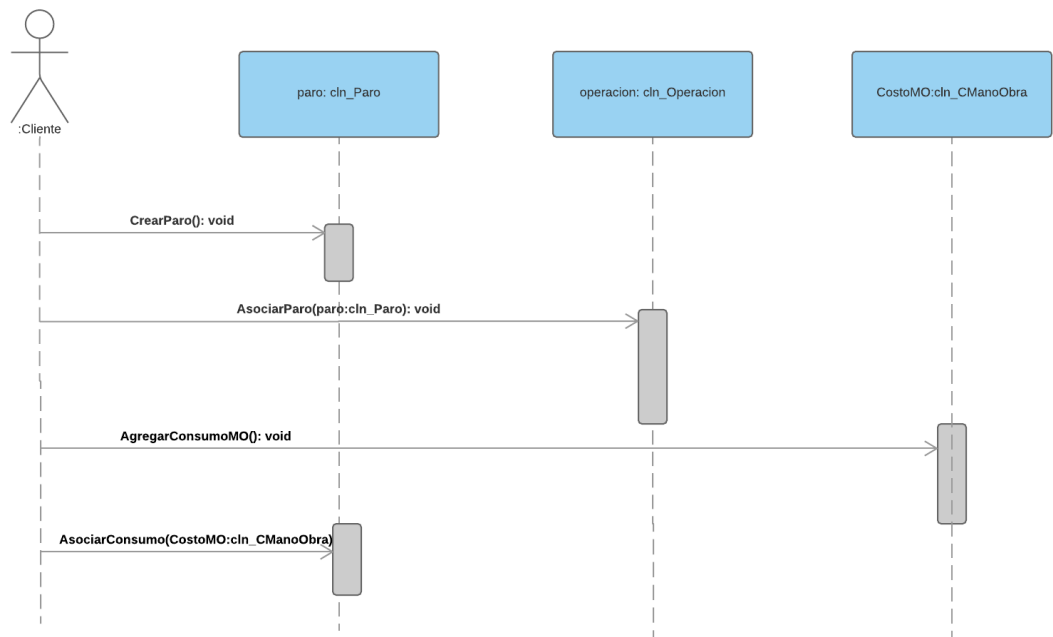 paro: cln_Paro
operacion: cln_Operacion
CostoMO:cln_CManoObra
:Cliente
CrearParo(): void
AsociarParo(paro:cln_Paro): void
AgregarConsumoMO(): void
AsociarConsumo(CostoMO:cln_CManoObra)